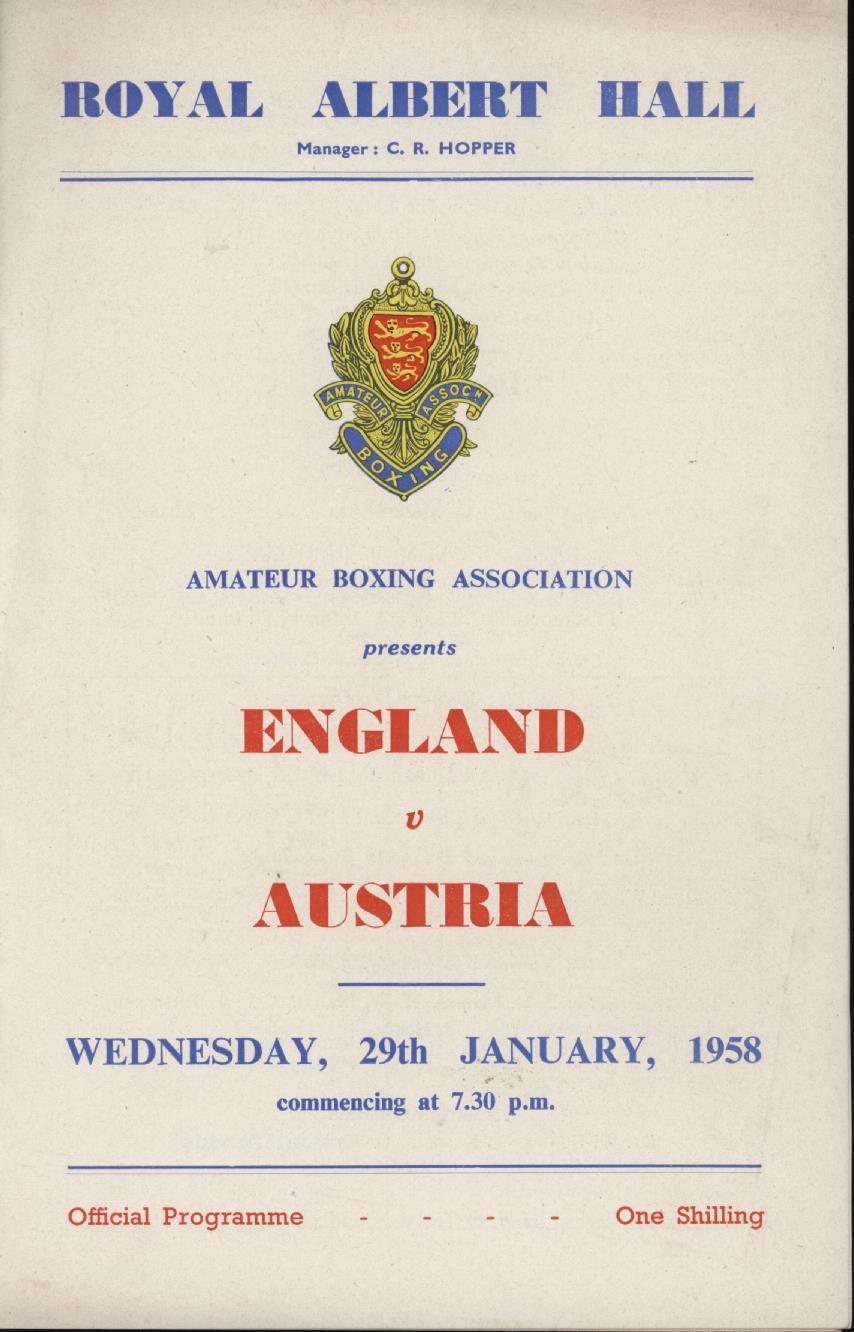 ROYAL ALBERT HALL
Manager : C. R. HOPPER
AMATEUR ASSOCN
BOXING
AMATEUR BOXING ASSOCIATION
presents
ENGLAND
v
AUSTRIA
WEDNESDAY, 29th JANUARY, 1958
commencing at 7.30 p.m.
Official Programme - - - - One Shilling